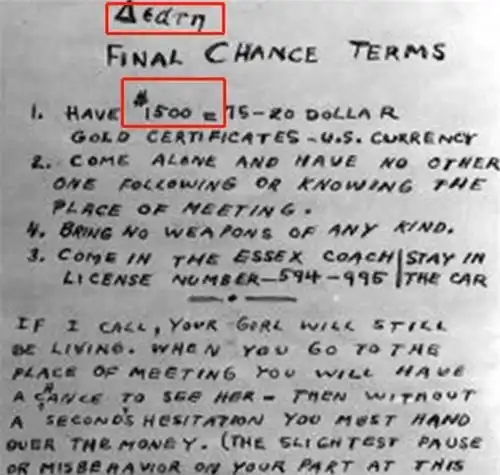 Δϵατη
FINAL CHANCE TERMS
1. HAVE $1500 = 75-20 DOLLAR
GOLD CERTIFICATES - U.S. CURRENCY
2. COME ALONE AND HAVE NO OTHER
ONE FOLLOWING OR KNOWING THE
PLACE OF MEETING.
4. BRING NO WEAPONS OF ANY KIND.
3. COME IN THE ESSEX COACH | STAY IN
LICENSE NUMBER - 594-995 | THE CAR
IF I CALL, YOUR GIRL WILL STILL
BE LIVING. WHEN YOU GO TO THE
PLACE OF MEETING YOU WILL HAVE
A CHANCE TO SEE HER - THEN WITHOUT
A SECOND'S HESITATION YOU MUST HAND
OVER THE MONEY. (THE SLIGHTEST PAUSE
OR MISBEHAVIOR ON YOUR PART AT THIS